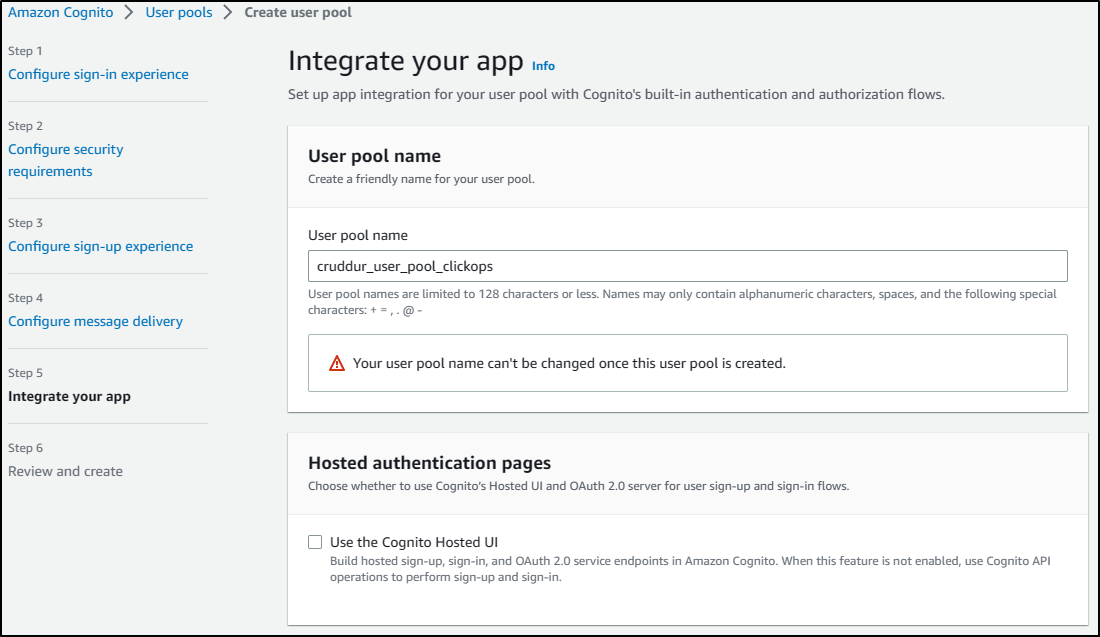 Amazon Cognito > User pools > Create user pool
Step 1
Configure sign-in experience
Step 2
Configure security
requirements
Step 3
Configure sign-up experience
Step 4
Configure message delivery
Step 5
Integrate your app
Step 6
Review and create
Integrate your app Info
Set up app integration for your user pool with Cognito's built-in authentication and authorization flows.
User pool name
Create a friendly name for your user pool.
User pool name
cruddur_user_pool_clickops
User pool names are limited to 128 characters or less. Names may only contain alphanumeric characters, spaces, and the following special
characters: + = , . @ -
Your user pool name can't be changed once this user pool is created.
Hosted authentication pages
Choose whether to use Cognito's Hosted UI and OAuth 2.0 server for user sign-up and sign-in flows.
Use the Cognito Hosted UI
Build hosted sign-up, sign-in, and OAuth 2.0 service endpoints in Amazon Cognito. When this feature is not enabled, use Cognito API
operations to perform sign-up and sign-in.